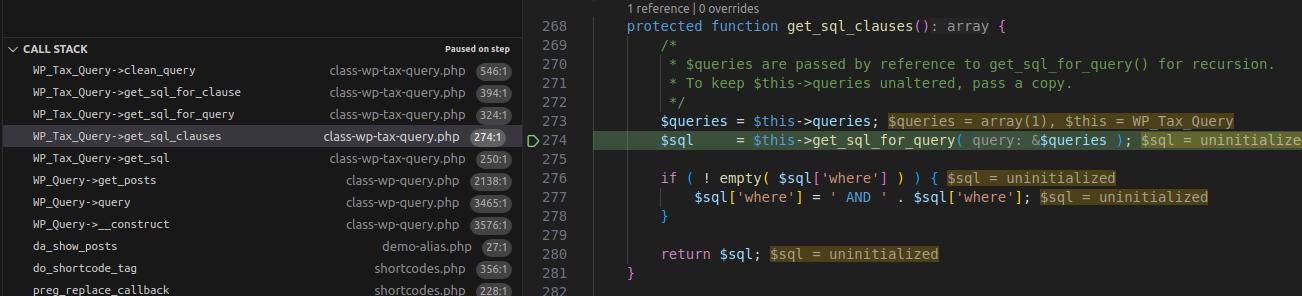 CALL STACK Paused on step
WP_Tax_Query->clean_query class-wp-tax-query.php 546:1
WP_Tax_Query->get_sql_for_clause class-wp-tax-query.php 394:1
WP_Tax_Query->get_sql_for_query class-wp-tax-query.php 324:1
WP_Tax_Query->get_sql_clauses class-wp-tax-query.php 274:1
WP_Tax_Query->get_sql class-wp-tax-query.php 250:1
WP_Query->get_posts class-wp-query.php 2138:1
WP_Query->query class-wp-query.php 3465:1
WP_Query->__construct class-wp-query.php 3576:1
da_show_posts demo-alias.php 27:1
do_shortcode_tag shortcodes.php 356:1
preg_replace_callback shortcodes.php 228:1
1 reference | 0 overrides
268 protected function get_sql_clauses(): array {
269 /*
270 * $queries are passed by reference to get_sql_for_query() for recursion.
271 * To keep $this->queries unaltered, pass a copy.
272 */
273 $queries = $this->queries; $queries = array(1), $this = WP_Tax_Query
274 $sql = $this->get_sql_for_query( query: &$queries ); $sql = uninitialize
275
276 if ( ! empty( $sql['where'] ) ) { $sql = uninitialized
277 $sql['where'] = ' AND ' . $sql['where']; $sql = uninitialized
278 }
279
280 return $sql; $sql = uninitialized
281 }
282